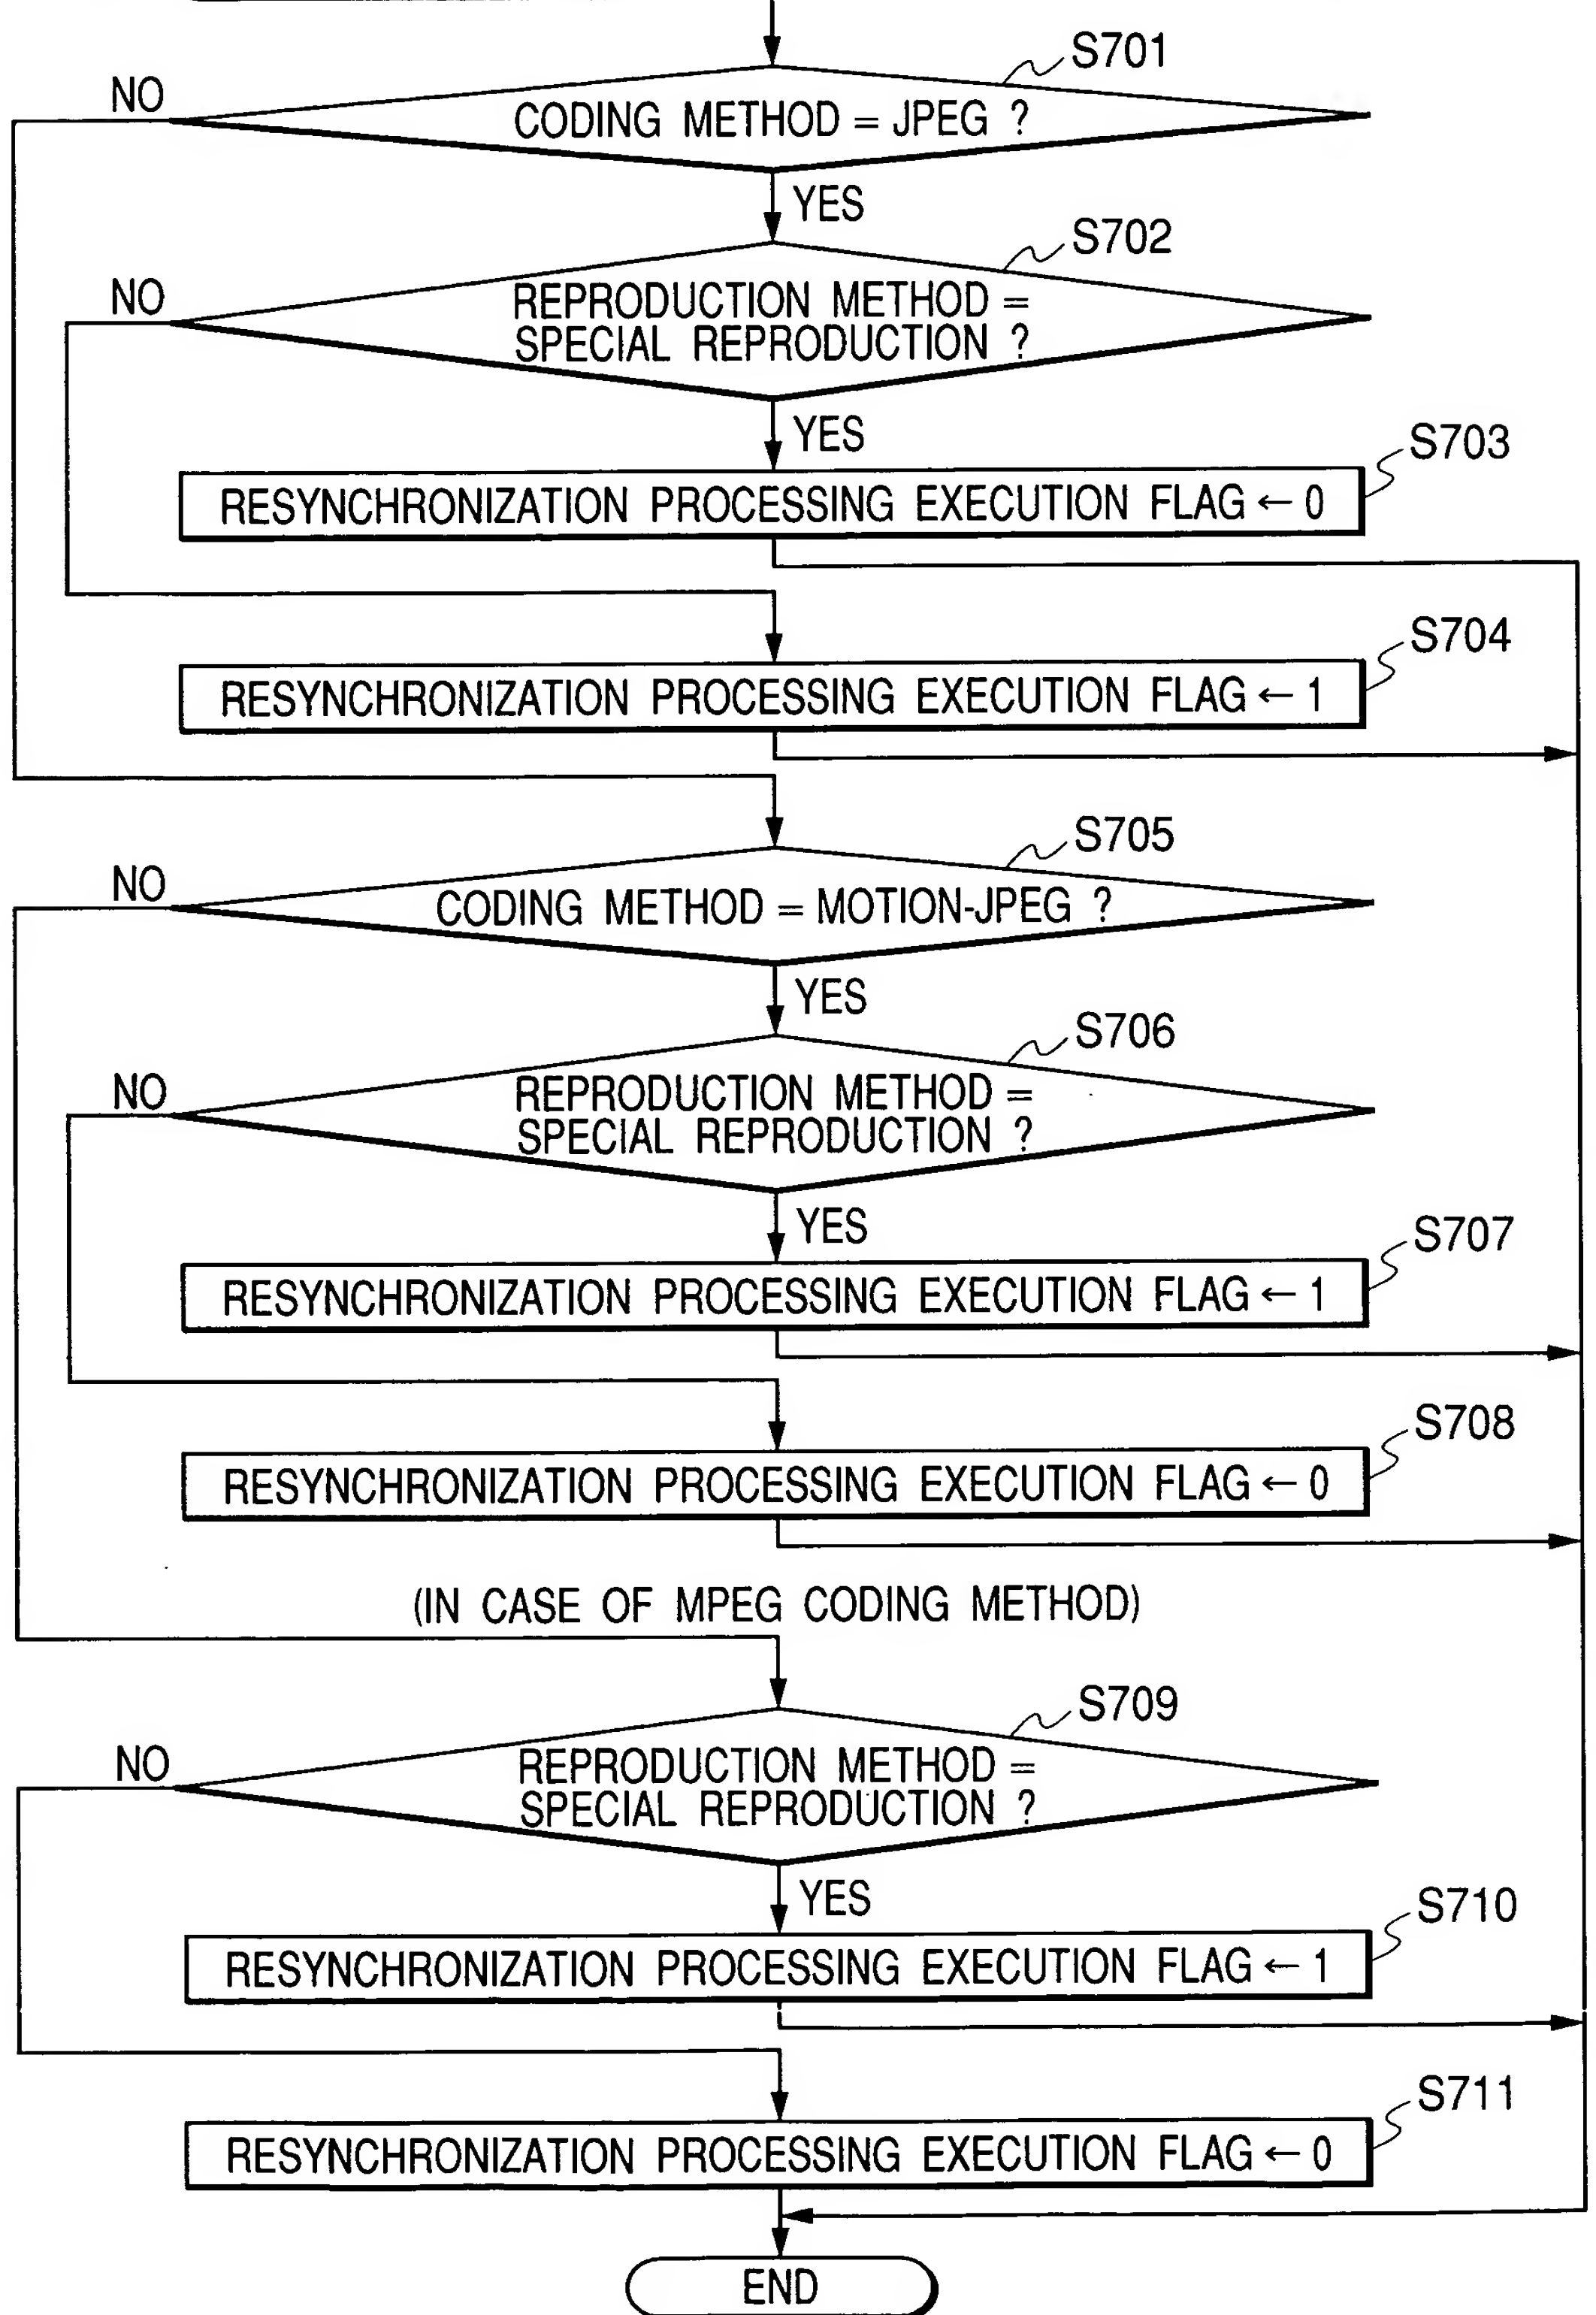 S701
NO
CODING METHOD = JPEG ?
YES
S702
NO
REPRODUCTION METHOD =
SPECIAL REPRODUCTION ?
YES
S703
RESYNCHRONIZATION PROCESSING EXECUTION FLAG ← 0
S704
RESYNCHRONIZATION PROCESSING EXECUTION FLAG ← 1
S705
NO
CODING METHOD = MOTION-JPEG ?
YES
S706
NO
REPRODUCTION METHOD =
SPECIAL REPRODUCTION ?
YES
S707
RESYNCHRONIZATION PROCESSING EXECUTION FLAG ← 1
S708
RESYNCHRONIZATION PROCESSING EXECUTION FLAG ← 0
(IN CASE OF MPEG CODING METHOD)
S709
NO
REPRODUCTION METHOD =
SPECIAL REPRODUCTION ?
YES
S710
RESYNCHRONIZATION PROCESSING EXECUTION FLAG ← 1
S711
RESYNCHRONIZATION PROCESSING EXECUTION FLAG ← 0
END